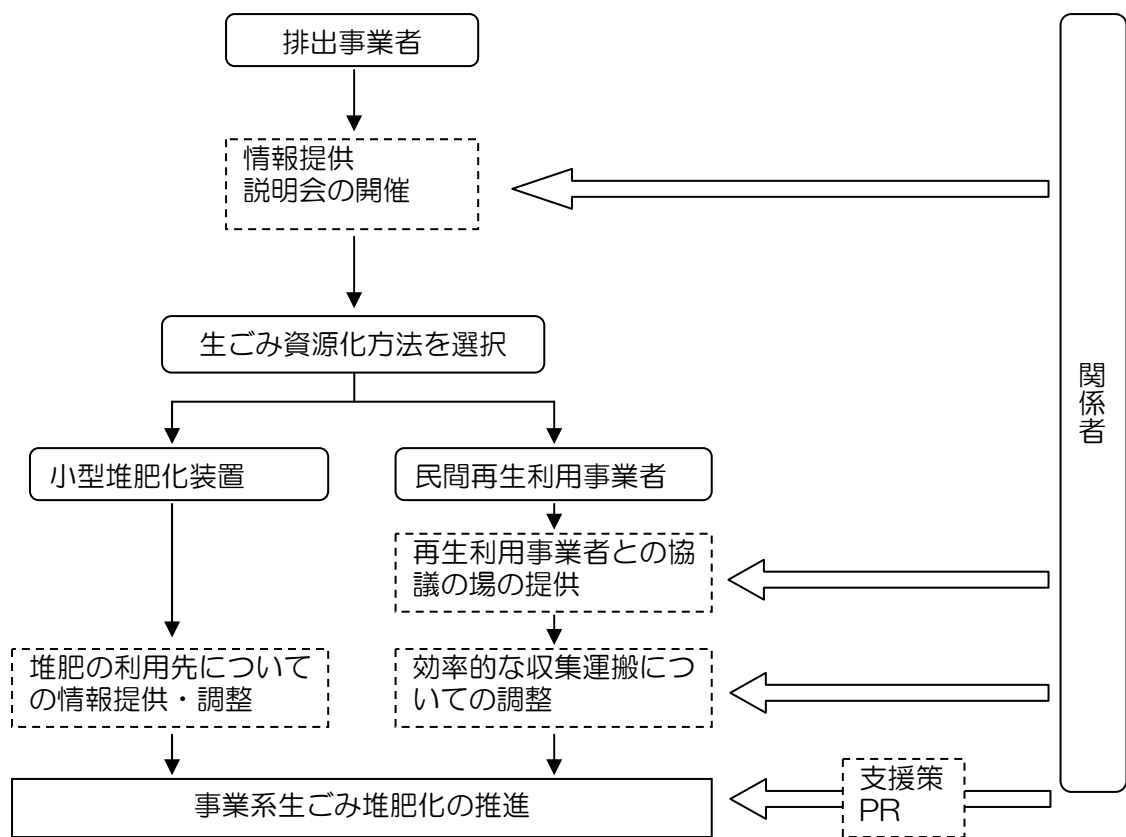 排出事業者
情報提供
説明会の開催
生ごみ資源化方法を選択
小型堆肥化装置
民間再生利用事業者
再生利用事業者との協
議の場の提供
堆肥の利用先について
の情報提供・調整
効率的な収集運搬につ
いての調整
事業系生ごみ堆肥化の推進
支援策
PR
関係者